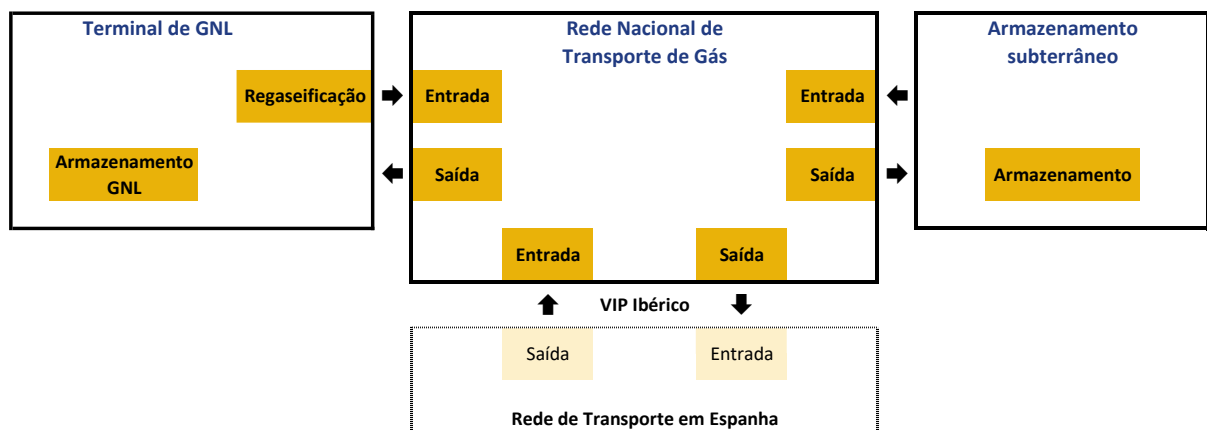 Terminal de GNL
Regaseificação
Armazenamento
GNL
Rede Nacional de
Transporte de Gás
Entrada
Entrada
Saída
Saída
Entrada
Saída
Armazenamento
subterrâneo
Armazenamento
VIP Ibérico
Saída
Entrada
Rede de Transporte em Espanha